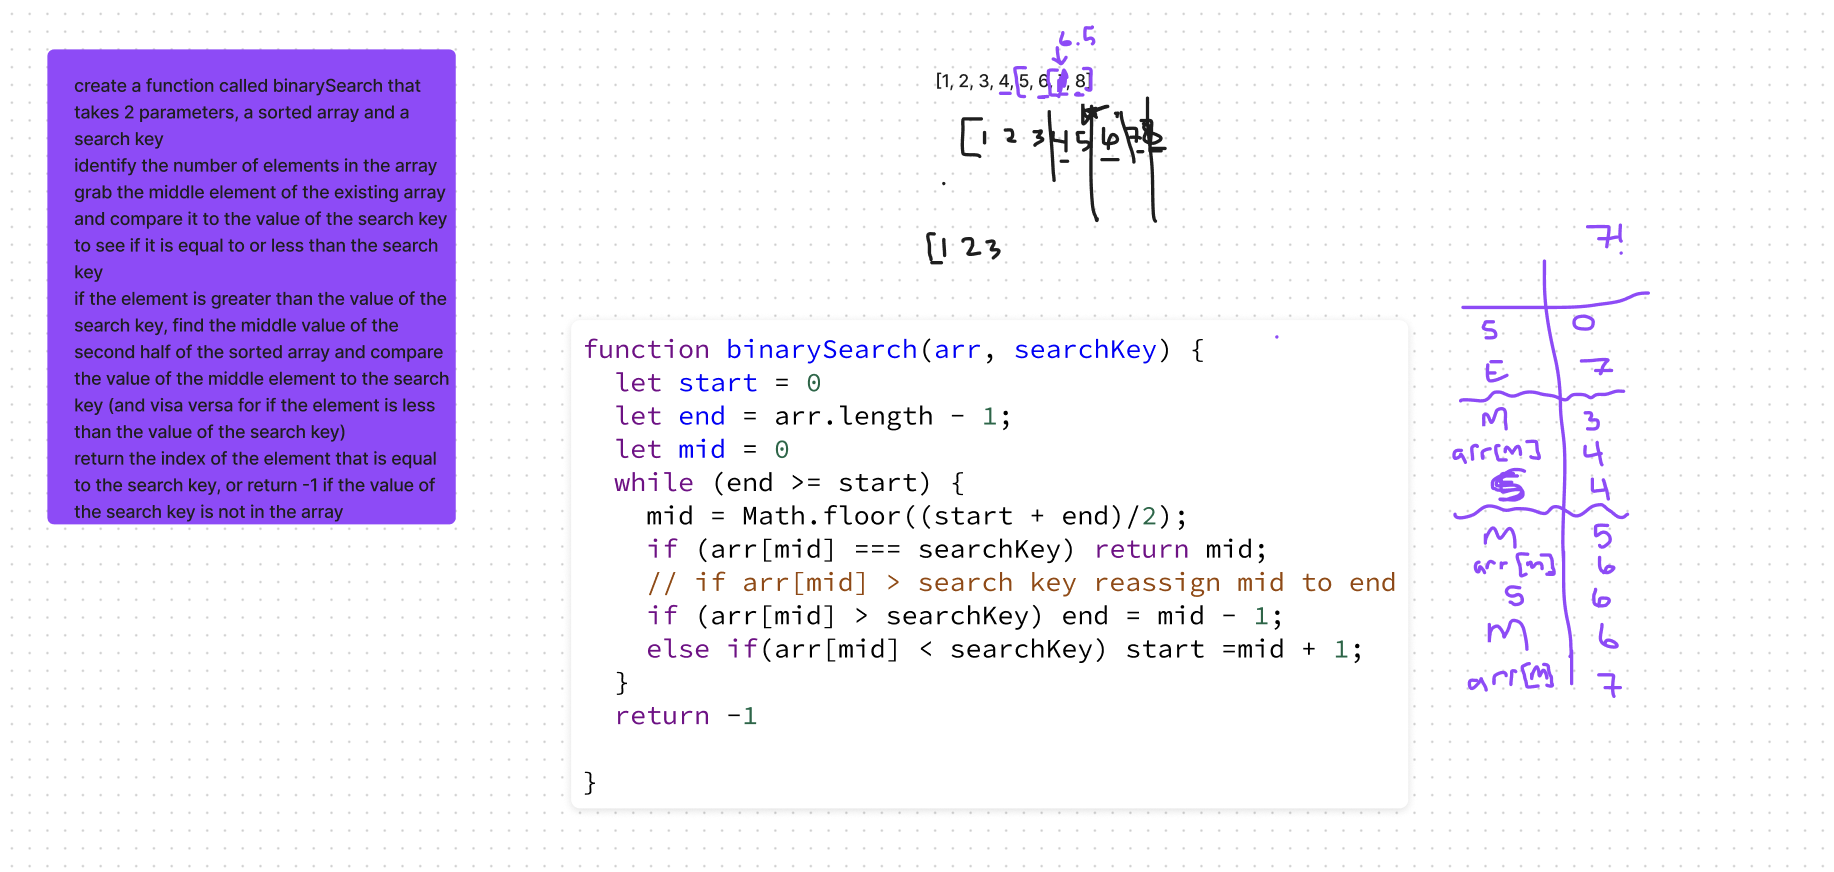 create a function called binarySearch that
takes 2 parameters, a sorted array and a
search key
identify the number of elements in the array
grab the middle element of the existing array
and compare it to the value of the search key
to see if it is equal to or less than the search
key
if the element is greater than the value of the
search key, find the middle value of the
second half of the sorted array and compare
the value of the middle element to the search
key (and visa versa for if the element is less
than the value of the search key)
return the index of the element that is equal
to the search key, or return -1 if the value of
the search key is not in the array
6.5
[1, 2, 3, 4, 5, 6, 7, 8]
[1 2 3 4 5 6 7 8
[1 2 3
function binarySearch(arr, searchKey) {
let start = 0
let end = arr.length - 1;
let mid = 0
while (end >= start) {
mid = Math.floor((start + end)/2);
if (arr[mid] === searchKey) return mid;
// if arr[mid] > search key reassign mid to end
if (arr[mid] > searchKey) end = mid - 1;
else if(arr[mid] < searchKey) start =mid + 1;
}
return -1
}
7!
S 0
E 7
M 3
arr[m] 4
S 4
M 5
arr[m] 6
S 6
M 6
arr[m] 7